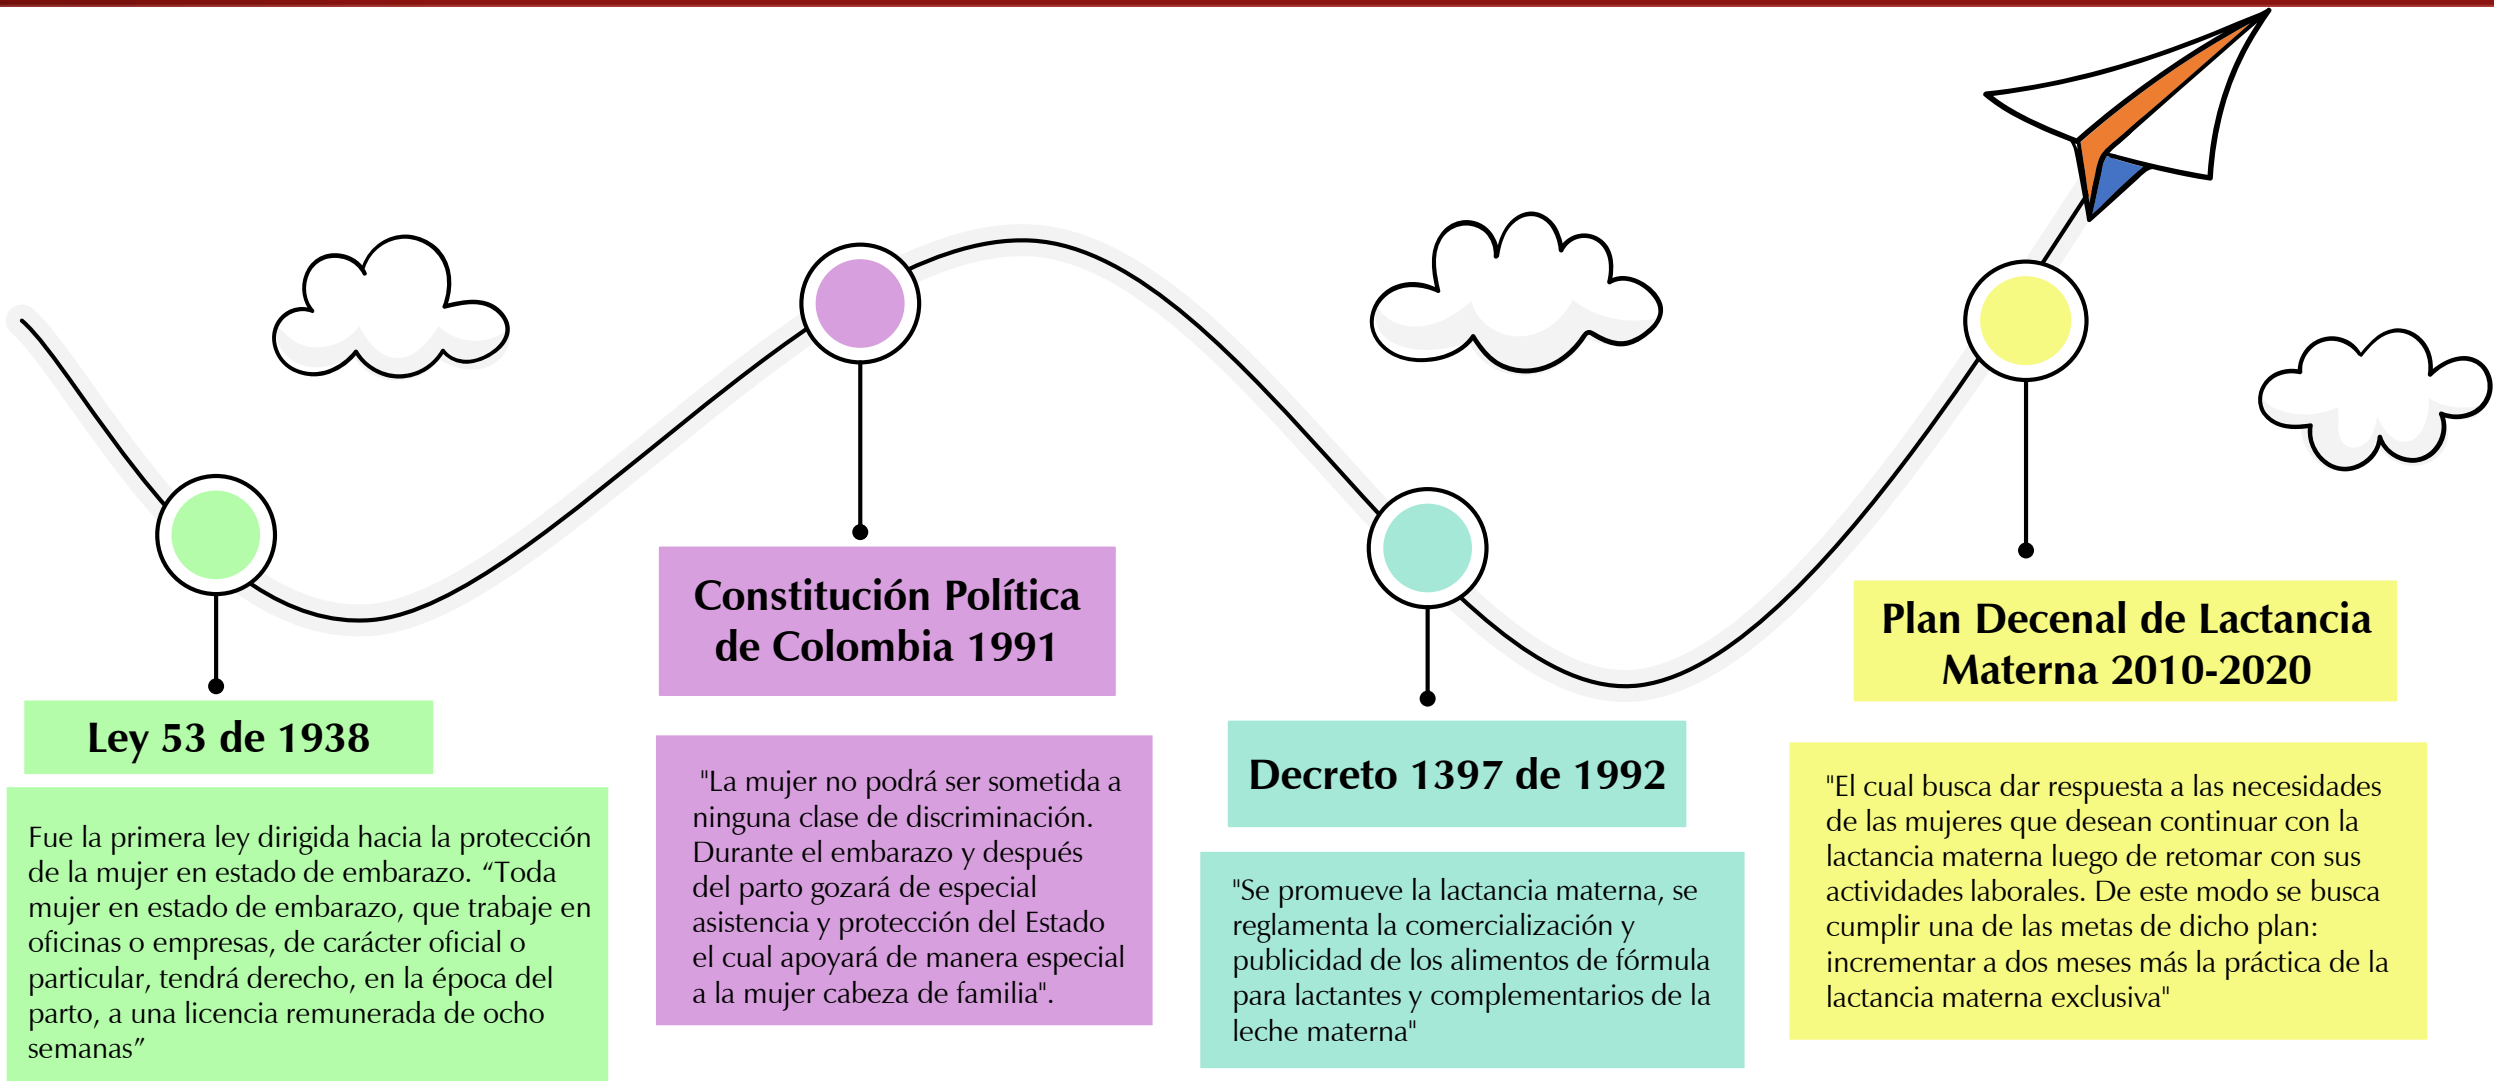 Ley 53 de 1938
Fue la primera ley dirigida hacia la protección
de la mujer en estado de embarazo. “Toda
mujer en estado de embarazo, que trabaje en
oficinas o empresas, de carácter oficial o
particular, tendrá derecho, en la época del
parto, a una licencia remunerada de ocho
semanas”
Constitución Política
de Colombia 1991
"La mujer no podrá ser sometida a
ninguna clase de discriminación.
Durante el embarazo y después
del parto gozará de especial
asistencia y protección del Estado
el cual apoyará de manera especial
a la mujer cabeza de familia".
Decreto 1397 de 1992
"Se promueve la lactancia materna, se
reglamenta la comercialización y
publicidad de los alimentos de fórmula
para lactantes y complementarios de la
leche materna"
Plan Decenal de Lactancia
Materna 2010-2020
"El cual busca dar respuesta a las necesidades
de las mujeres que desean continuar con la
lactancia materna luego de retomar con sus
actividades laborales. De este modo se busca
cumplir una de las metas de dicho plan:
incrementar a dos meses más la práctica de la
lactancia materna exclusiva"